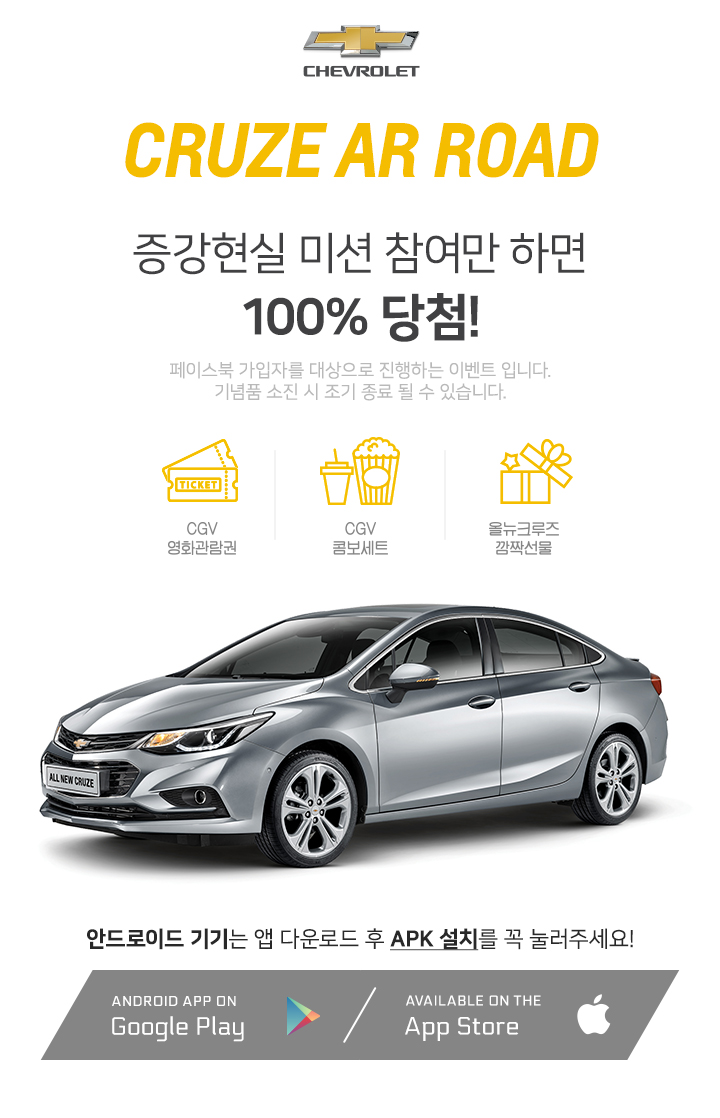 CHEVROLET
CRUZE AR ROAD
증강현실 미션 참여만 하면
100% 당첨!
페이스북 가입자를 대상으로 진행하는 이벤트 입니다.
기념품 소진 시 조기 종료 될 수 있습니다.
TICKET
CGV
영화관람권
CGV
콤보세트
올뉴크루즈
깜짝선물
ALL NEW CRUZE
안드로이드 기기는 앱 다운로드 후 APK 설치를 꼭 눌러주세요!
ANDROID APP ON
Google Play
AVAILABLE ON THE
App Store